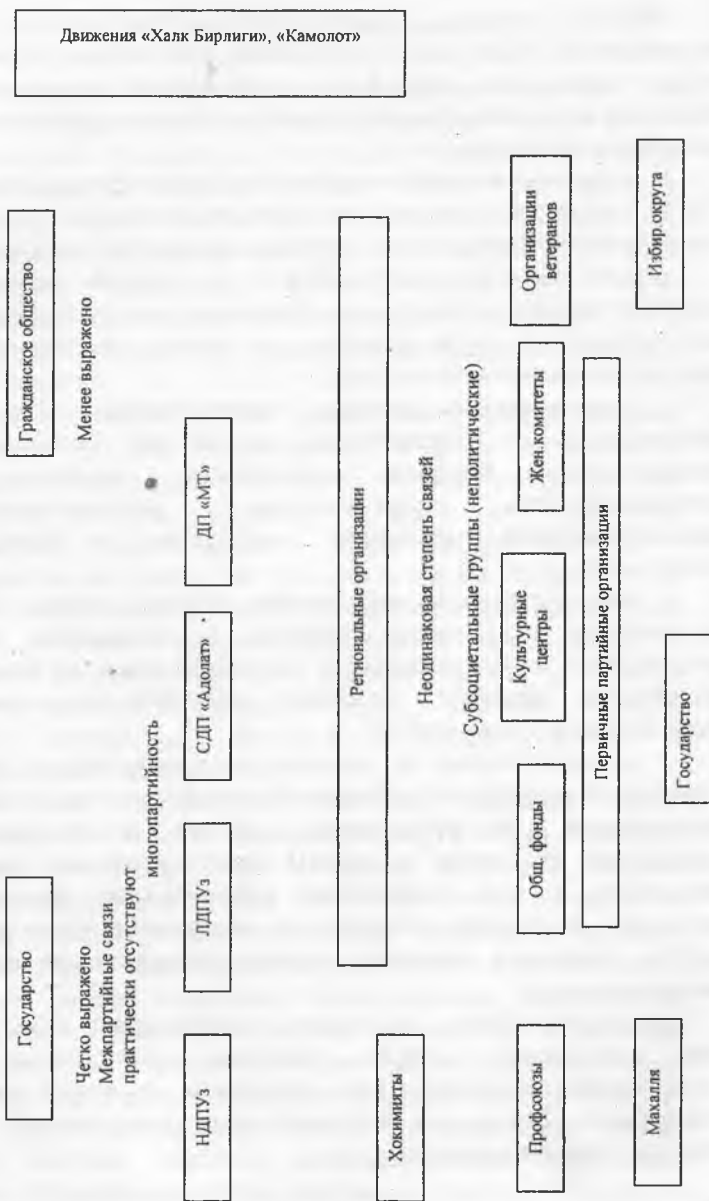 Движения «Халк Бирлиги», «Камолот»
Государство
Гражданское общество
Четко выражено
Менее выражено
Межпартийные связи
практически отсутствуют
многопартийность
НДПУз
ЛДПУз
СДП «Адолат»
ДП «МТ»
Региональные организации
Хокимияты
Неодинаковая степень связей
Субсоциетальные группы (неполитические)
Профсоюзы
Общ. фонды
Культурные
центры
Жен.комитеты
Организации
ветеранов
Первичные партийные организации
Махалля
Государство
Избир.округа